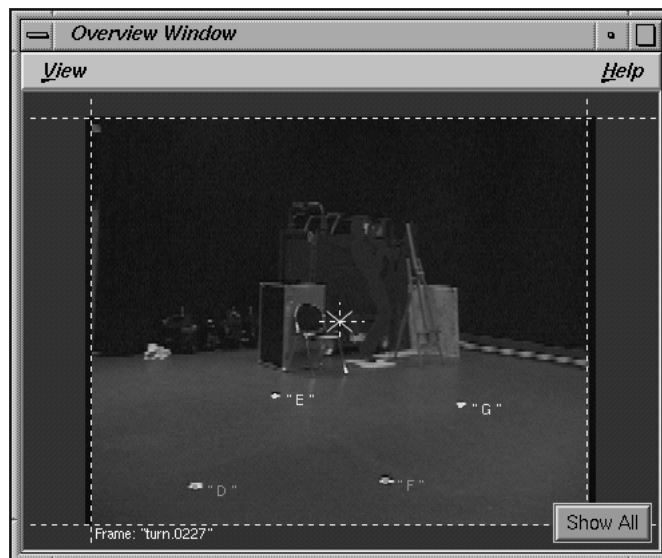 Overview Window
View Help
"E"
"G"
"D"
"F"
Frame: "turn.0227"
Show All